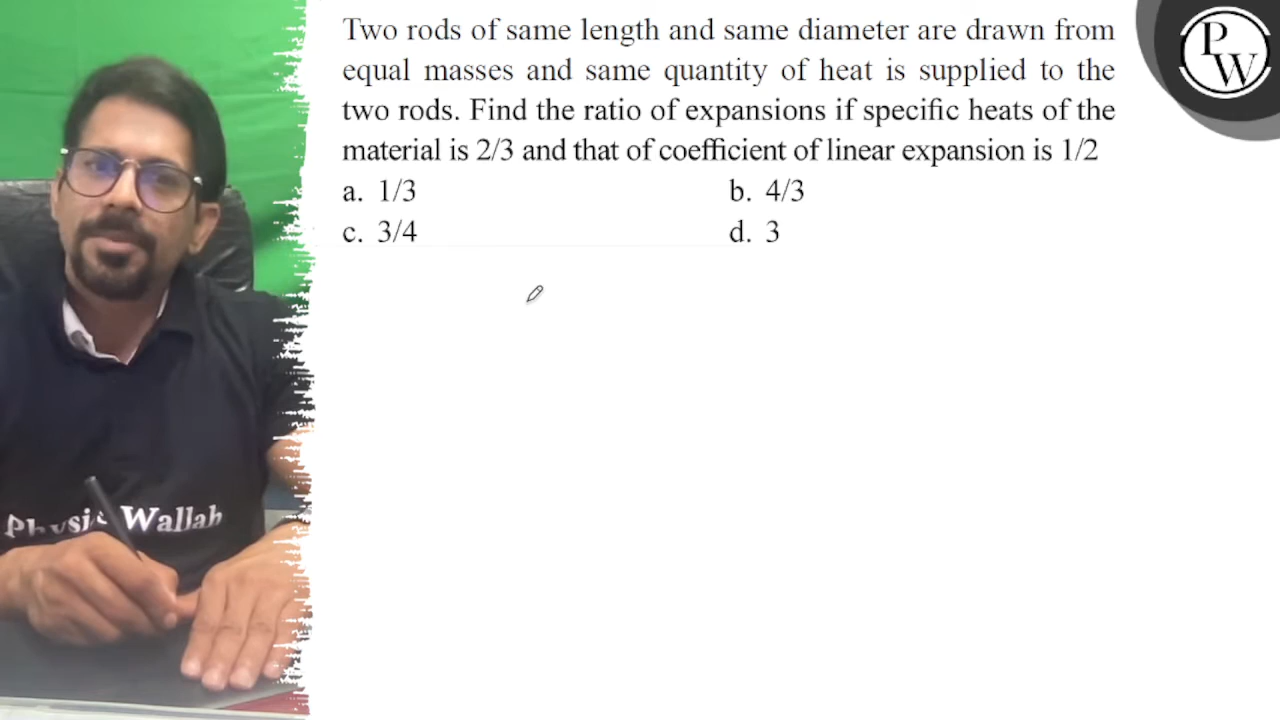 Two rods of same length and same diameter are drawn from
equal masses and same quantity of heat is supplied to the
two rods. Find the ratio of expansions if specific heats of the
material is 2/3 and that of coefficient of linear expansion is 1/2
a. 1/3 b. 4/3
c. 3/4 d. 3
P
W
Physics Wallah